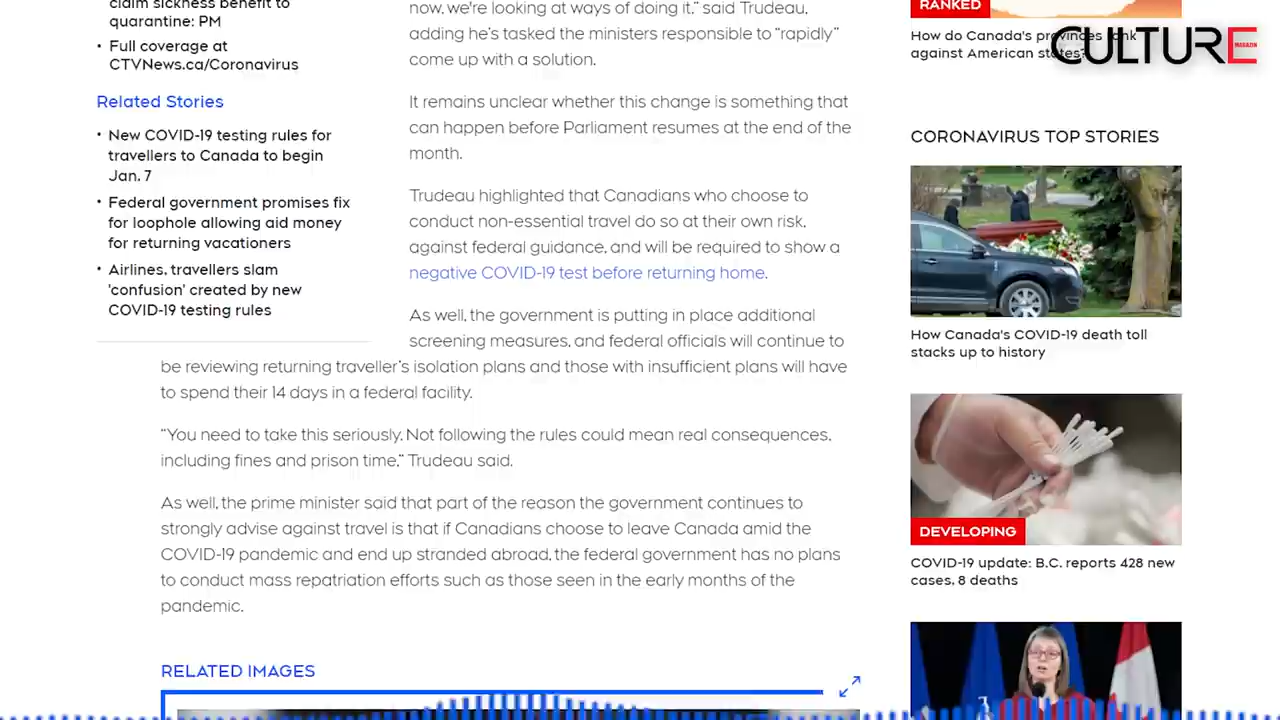 claim sickness benefit to
quarantine: PM
• Full coverage at
CTVNews.ca/Coronavirus
Related Stories
• New COVID-19 testing rules for
travellers to Canada to begin
Jan. 7
• Federal government promises fix
for loophole allowing aid money
for returning vacationers
• Airlines, travellers slam
'confusion' created by new
COVID-19 testing rules
now, we're looking at ways of doing it,” said Trudeau,
adding he's tasked the ministers responsible to “rapidly”
come up with a solution.
It remains unclear whether this change is something that
can happen before Parliament resumes at the end of the
month.
Trudeau highlighted that Canadians who choose to
conduct non-essential travel do so at their own risk,
against federal guidance, and will be required to show a
negative COVID-19 test before returning home.
As well, the government is putting in place additional
screening measures, and federal officials will continue to
be reviewing returning traveller's isolation plans and those with insufficient plans will have
to spend their 14 days in a federal facility.
“You need to take this seriously. Not following the rules could mean real consequences,
including fines and prison time,” Trudeau said.
As well, the prime minister said that part of the reason the government continues to
strongly advise against travel is that if Canadians choose to leave Canada amid the
COVID-19 pandemic and end up stranded abroad, the federal government has no plans
to conduct mass repatriation efforts such as those seen in the early months of the
pandemic.
RELATED IMAGES
RANKED
How do Canada's provinces rank
against American states?
CULTURE
MAGAZIN
CORONAVIRUS TOP STORIES
How Canada's COVID-19 death toll
stacks up to history
DEVELOPING
COVID-19 update: B.C. reports 428 new
cases, 8 deaths